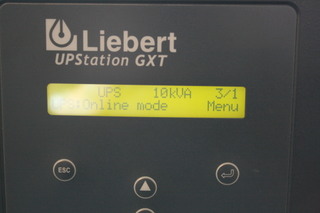 Liebert
UPStation GXT
UPS 10kVA 3/1
Online mode Menu
ESC